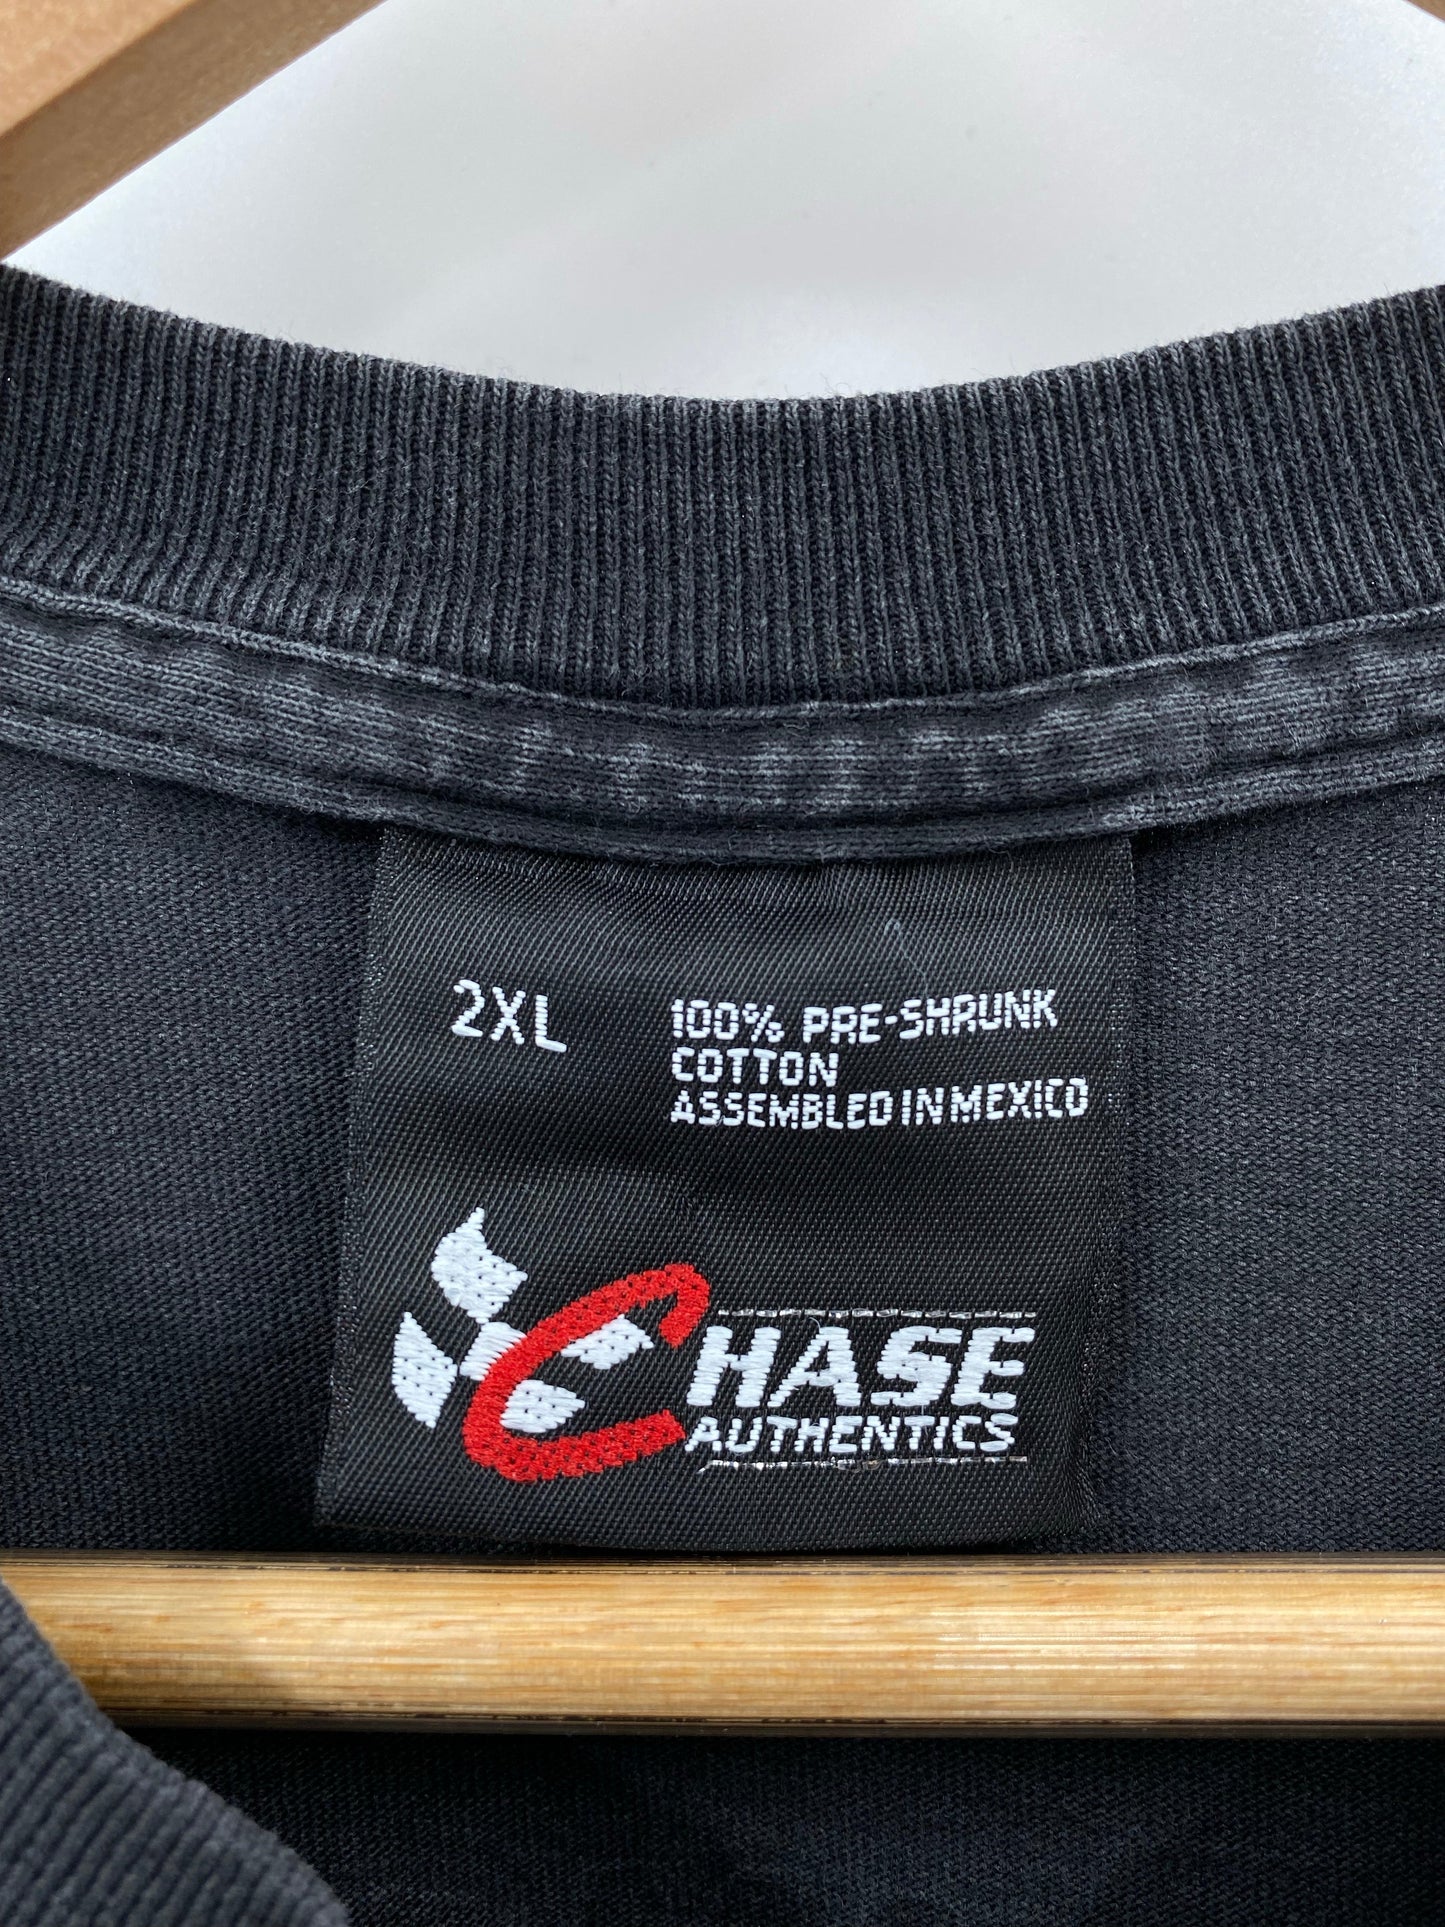 2XL
100% PRE-SHRUNK
COTTON
ASSEMBLED IN MEXICO
CHASE
AUTHENTICS